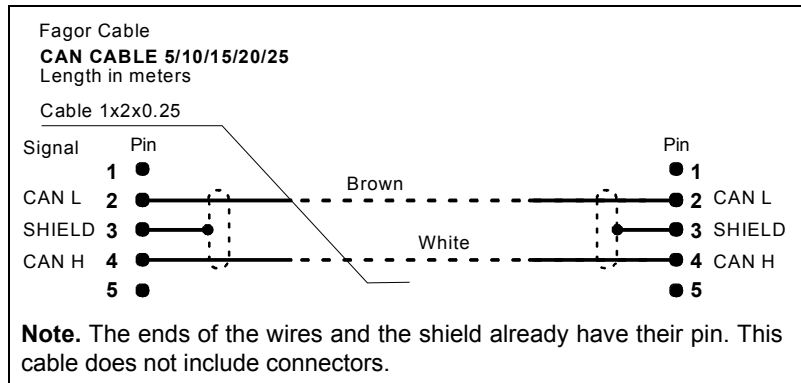 Fagor Cable
CAN CABLE 5/10/15/20/25
Length in meters
Cable 1x2x0.25
Signal Pin Pin
1 1
CAN L 2 Brown 2 CAN L
SHIELD 3 3 SHIELD
White
CAN H 4 4 CAN H
5 5
Note. The ends of the wires and the shield already have their pin. This
cable does not include connectors.